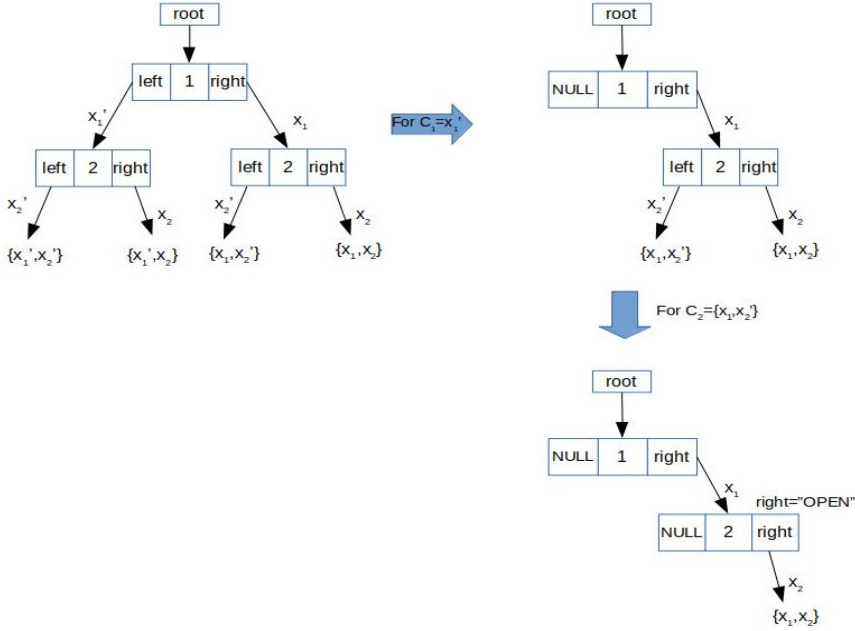 root
left 1 right
x₁'
x₁
left 2 right
left 2 right
x₂'
x₂
x₂'
x₂
{x₁',x₂'}
{x₁',x₂}
{x₁,x₂'}
{x₁,x₂}
For C₁=x₁'
root
NULL 1 right
x₁
left 2 right
x₂'
x₂
{x₁,x₂'}
{x₁,x₂}
For C₂={x₁,x₂'}
root
NULL 1 right
x₁
right="OPEN"
NULL 2 right
x₂
{x₁,x₂}